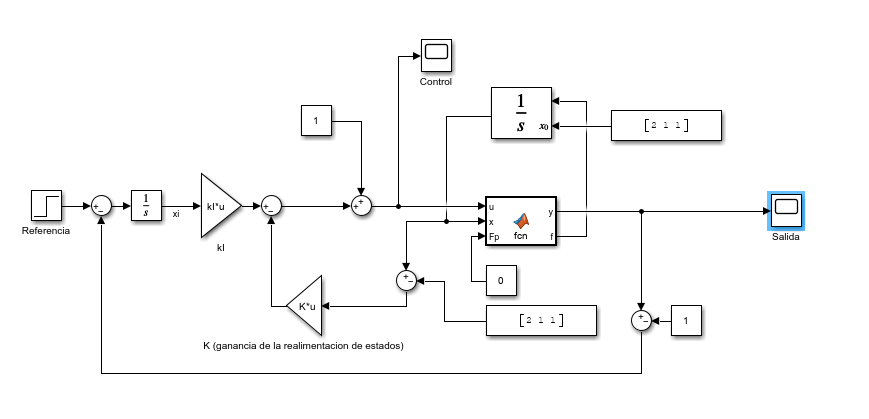 Control
1
1
s
1
s
x0
[2 1 1]
Referencia
1
s
xi
kI*u
kI
u
x
Fp
fcn
y
f
Salida
0
K*u
[2 1 1]
1
K (ganancia de la realimentacion de estados)